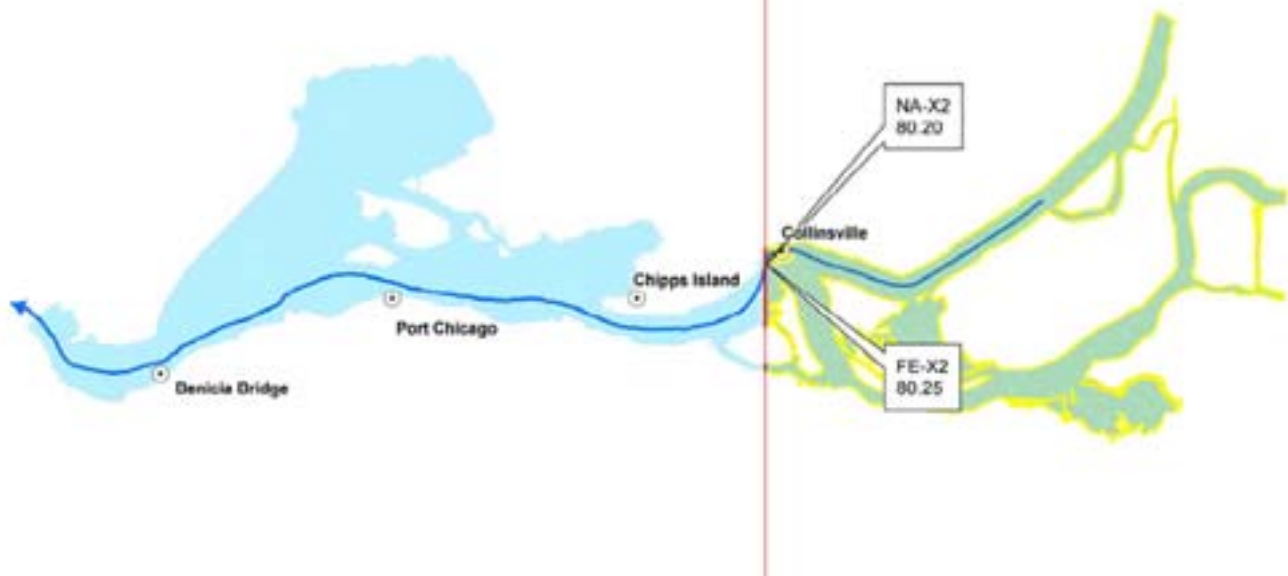 NA-X2
80.20
Collinsville
Chipps Island
Port Chicago
Benicia Bridge
FE-X2
80.25